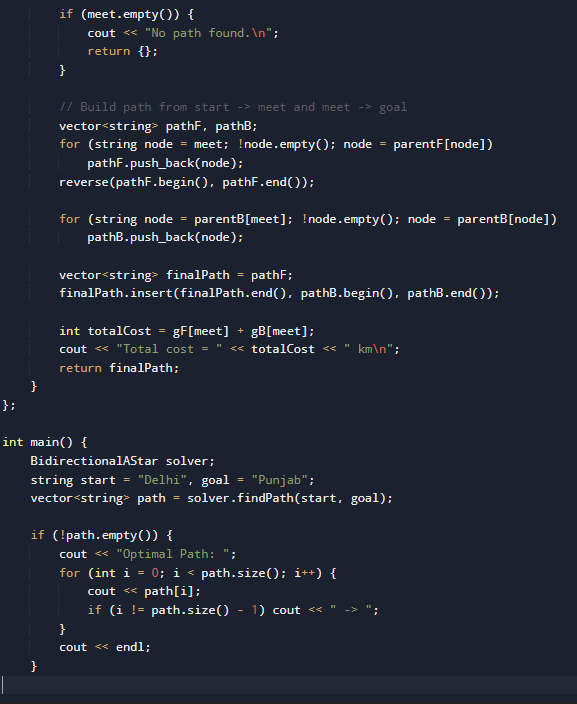 if (meet.empty()) {
cout << "No path found.\n";
return {};
}
// Build path from start -> meet and meet -> goal
vector<string> pathF, pathB;
for (string node = meet; !node.empty(); node = parentF[node])
pathF.push_back(node);
reverse(pathF.begin(), pathF.end());
for (string node = parentB[meet]; !node.empty(); node = parentB[node])
pathB.push_back(node);
vector<string> finalPath = pathF;
finalPath.insert(finalPath.end(), pathB.begin(), pathB.end());
int totalCost = gF[meet] + gB[meet];
cout << "Total cost = " << totalCost << " km\n";
return finalPath;
}
};
int main() {
BidirectionalAStar solver;
string start = "Delhi", goal = "Punjab";
vector<string> path = solver.findPath(start, goal);
if (!path.empty()) {
cout << "Optimal Path: ";
for (int i = 0; i < path.size(); i++) {
cout << path[i];
if (i != path.size() - 1) cout << " -> ";
}
cout << endl;
}